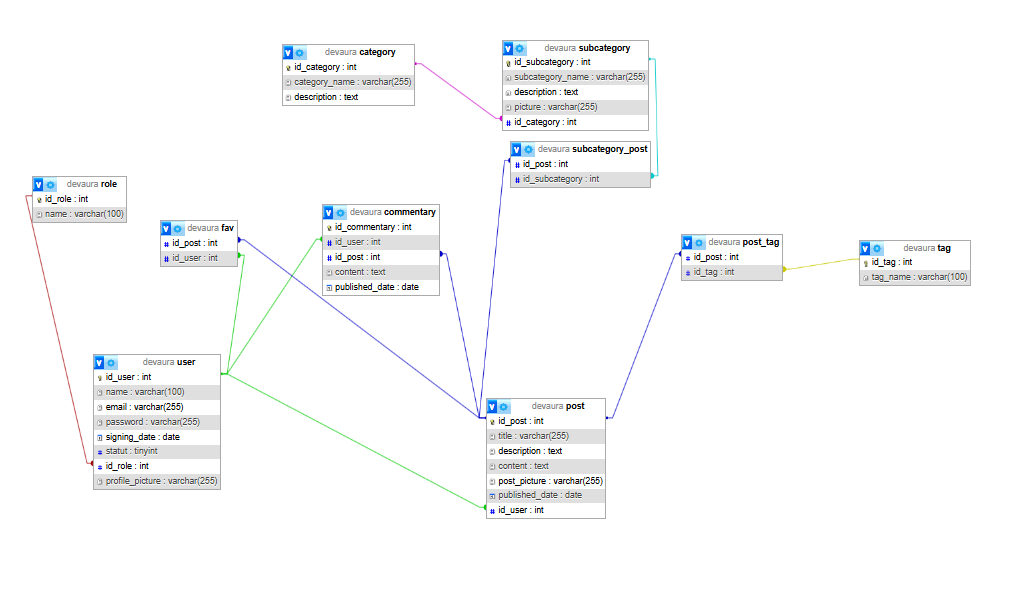 devaura category
id_category : int
category_name : varchar(255)
description : text
devaura subcategory
id_subcategory : int
subcategory_name : varchar(255)
description : text
picture : varchar(255)
id_category : int
devaura subcategory_post
id_post : int
id_subcategory : int
devaura role
id_role : int
name : varchar(100)
devaura fav
id_post : int
id_user : int
devaura commentary
id_commentary : int
id_user : int
id_post : int
content : text
published_date : date
devaura post_tag
id_post : int
id_tag : int
devaura tag
id_tag : int
tag_name : varchar(100)
devaura user
id_user : int
name : varchar(100)
email : varchar(255)
password : varchar(255)
signing_date : date
statut : tinyint
id_role : int
profile_picture : varchar(255)
devaura post
id_post : int
title : varchar(255)
description : text
content : text
post_picture : varchar(255)
published_date : date
id_user : int